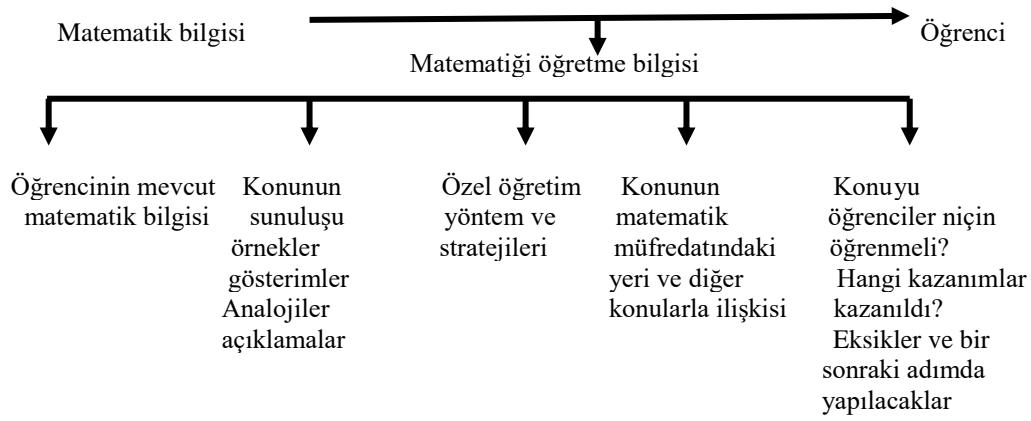 Matematik bilgisi
Öğrenci
Matematiği öğretme bilgisi
Öğrencinin mevcut
matematik bilgisi
Konunun
sunuluşu
örnekler
gösterimler
Analojiler
açıklamalar
Özel öğretim
yöntem ve
stratejileri
Konunun
matematik
müfredatındaki
yeri ve diğer
konularla ilişkisi
Konuyu
öğrenciler niçin
öğrenmeli?
Hangi kazanımlar
kazanıldı?
Eksikler ve bir
sonraki adımda
yapılacaklar